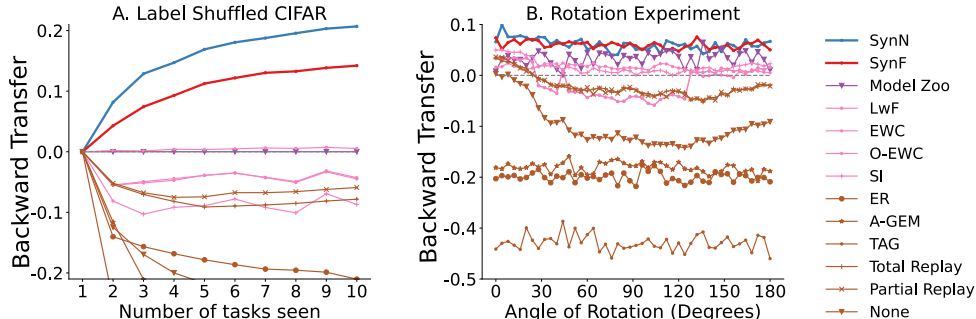 A. Label Shuffled CIFAR
Backward Transfer
0.2
0.1
0.0
-0.1
-0.2
1 2 3 4 5 6 7 8 9 10
Number of tasks seen
B. Rotation Experiment
Backward Transfer
0.1
0.0
-0.1
-0.2
-0.4
-0.5
0 30 60 90 120 150 180
Angle of Rotation (Degrees)
SynN
SynF
Model Zoo
LwF
EWC
O-EWC
SI
ER
A-GEM
TAG
Total Replay
Partial Replay
None